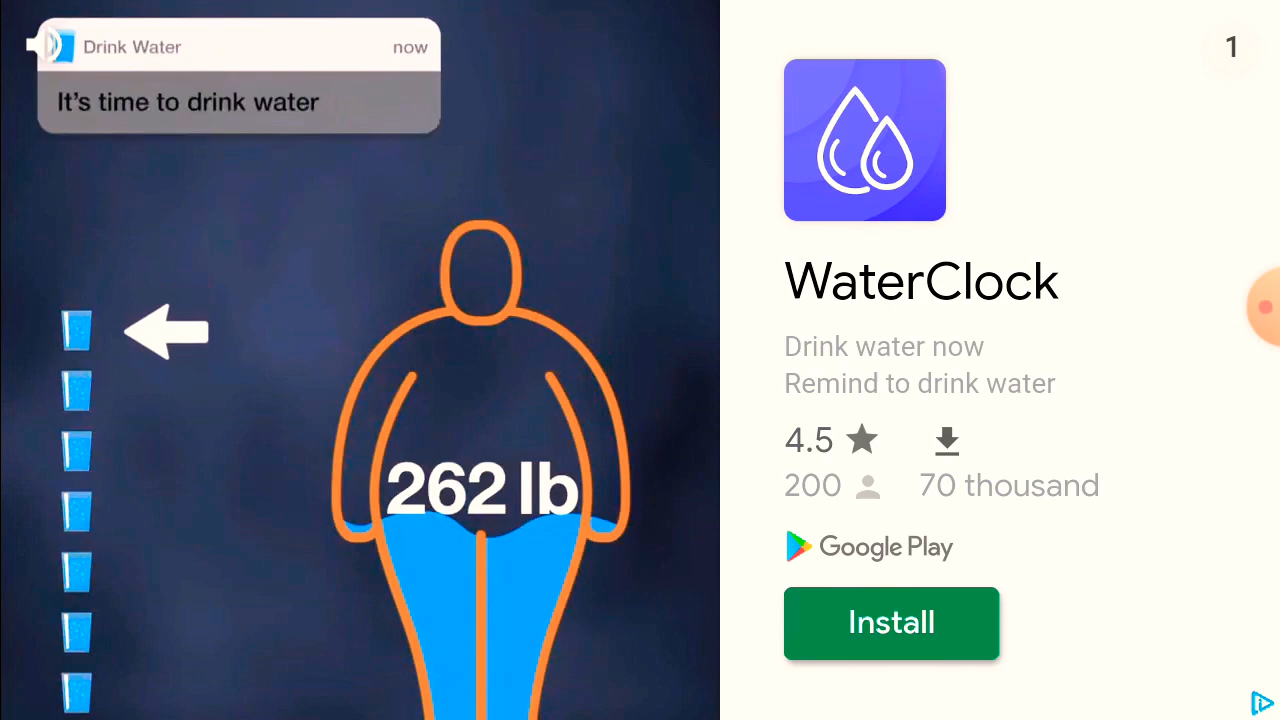 Drink Water now
It's time to drink water
262 lb
1
WaterClock
Drink water now
Remind to drink water
4.5
200 70 thousand
Google Play
Install